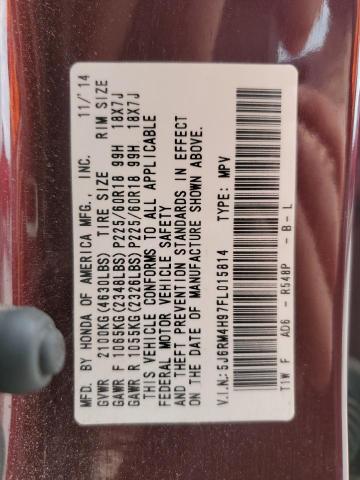 MFD. BY HONDA OF AMERICA MFG., INC. 11/'14
GVWR 2100KG(4630LBS) TIRE SIZE RIM SIZE
GAWR F 1065KG(2348LBS) P225/60R18 99H 18X7J
GAWR R 1055KG(2326LBS) P225/60R18 99H 18X7J
THIS VEHICLE CONFORMS TO ALL APPLICABLE
FEDERAL MOTOR VEHICLE SAFETY
AND THEFT PREVENTION STANDARDS IN EFFECT
ON THE DATE OF MANUFACTURE SHOWN ABOVE.
V.I.N.: 5J6RM4H97FL015814 TYPE: MPV
T1W F AD6 - R548P - B - L